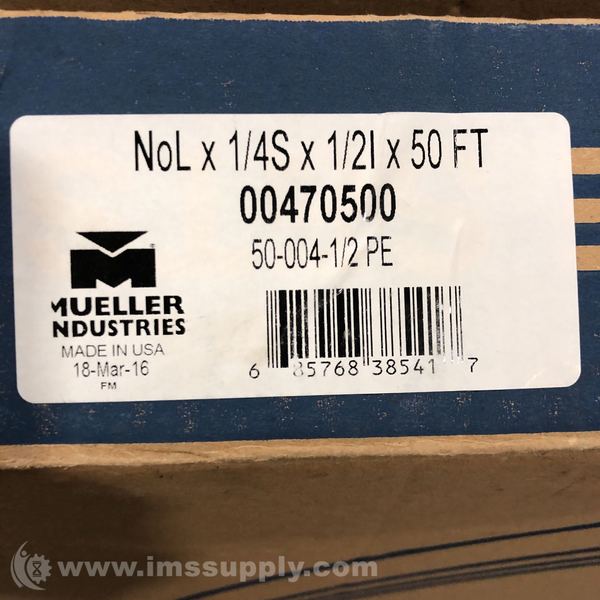 NoL x 1/4S x 1/2I x 50 FT
00470500
50-004-1/2 PE
MUELLER
INDUSTRIES
MADE IN USA
18-Mar-16
FM
6 85768 38541 7
www.imssupply.com